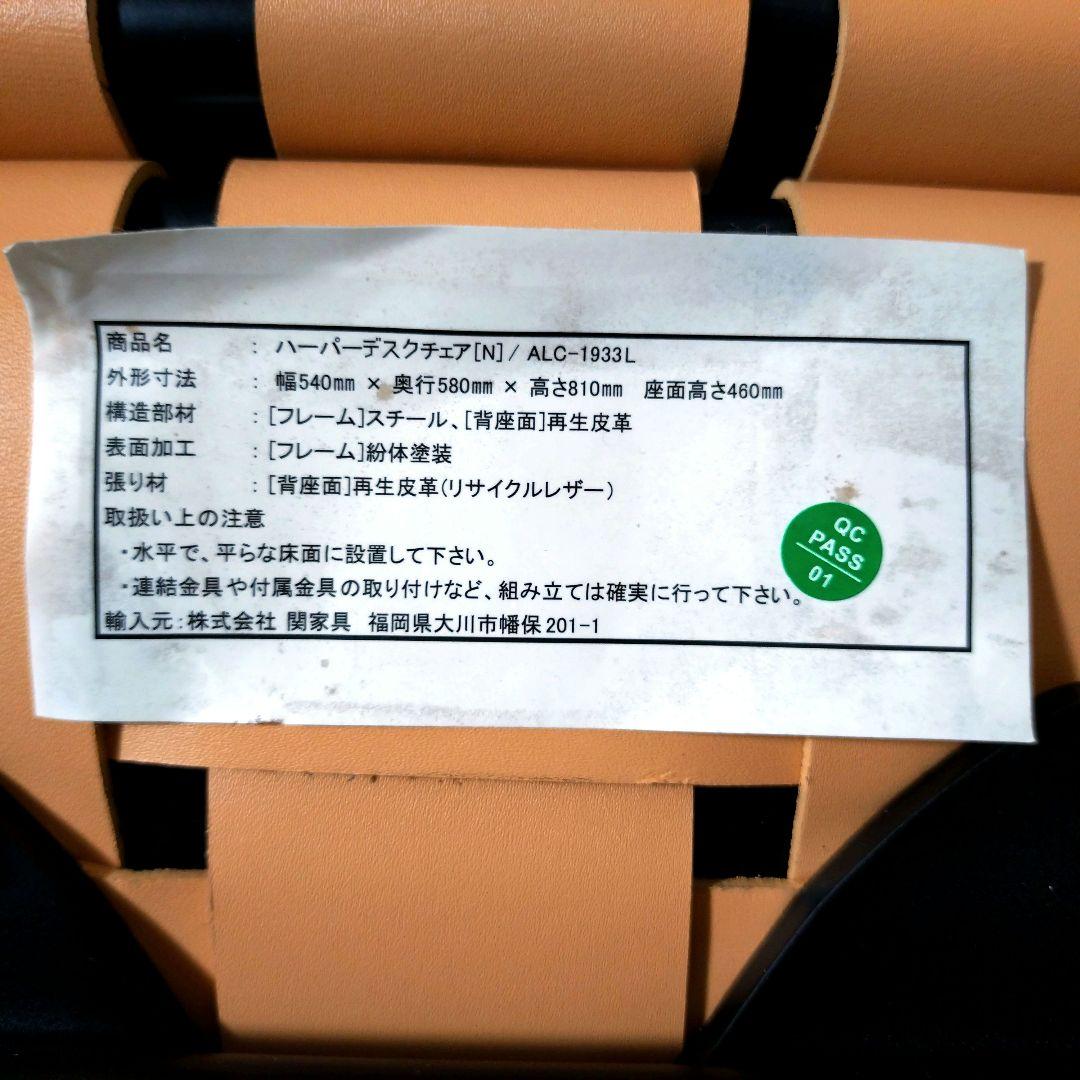 商品名 : ハーパーデスクチェア[N]/ ALC-1933L
外形寸法 : 幅540㎜ × 奥行580㎜ × 高さ810㎜ 座面高さ460㎜
構造部材 : [フレーム]スチール、[背座面]再生皮革
表面加工 : [フレーム]紛体塗装
張り材 : [背座面]再生皮革(リサイクルレザー)
取扱い上の注意
・水平で、平らな床面に設置して下さい。
・連結金具や付属金具の取り付けなど、組み立ては確実に行って下さい。
輸入元:株式会社 関家具 福岡県大川市幡保201-1
QC
PASS
01